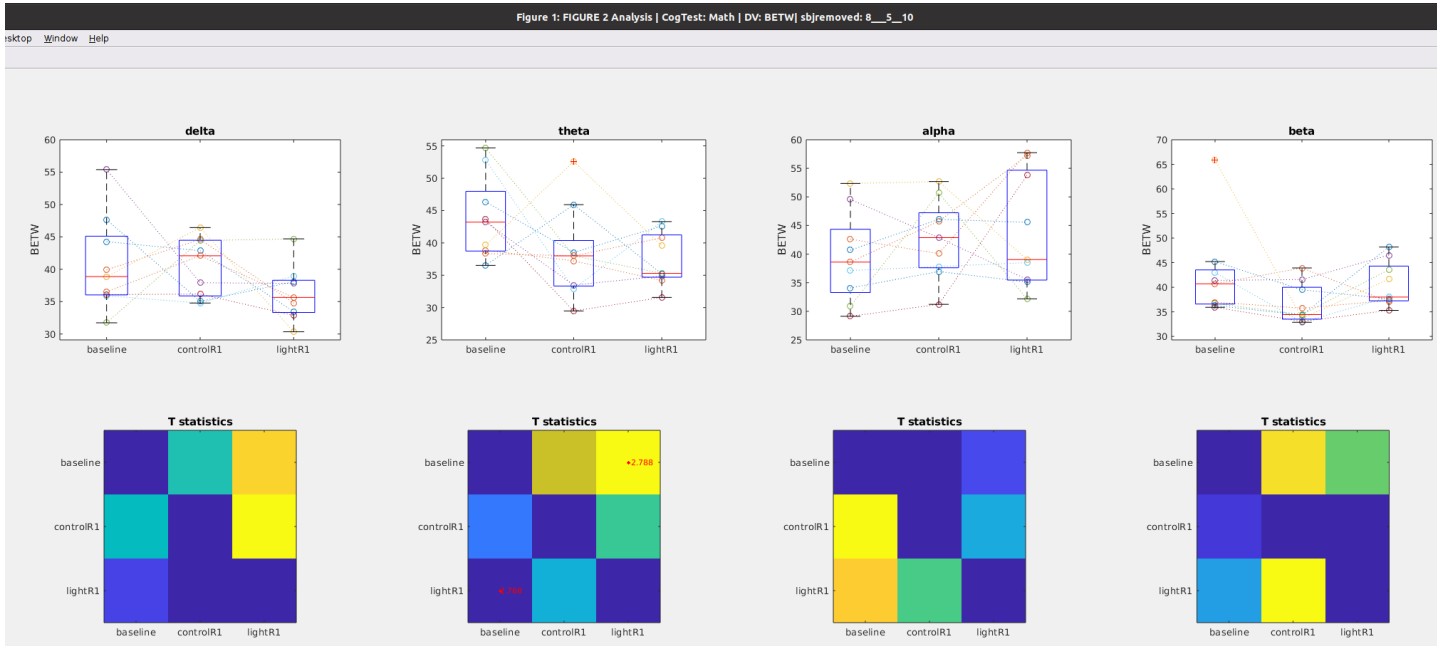 Figure 1: FIGURE 2 Analysis | CogTest: Math | DV: BETW| sbjremoved: 8___5__10
esktop Window Help
delta
60
55
50
45
40
35
30
BETW
baseline controlR1 lightR1
theta
55
50
45
40
35
30
25
BETW
baseline controlR1 lightR1
alpha
60
55
50
45
40
35
30
25
BETW
baseline controlR1 lightR1
beta
70
65
60
55
50
45
40
35
30
BETW
baseline controlR1 lightR1
T statistics
baseline
controlR1
lightR1
baseline controlR1 lightR1
T statistics
baseline
2.788
controlR1
lightR1
baseline controlR1 lightR1
T statistics
baseline
controlR1
lightR1
baseline controlR1 lightR1
T statistics
baseline
controlR1
lightR1
baseline controlR1 lightR1